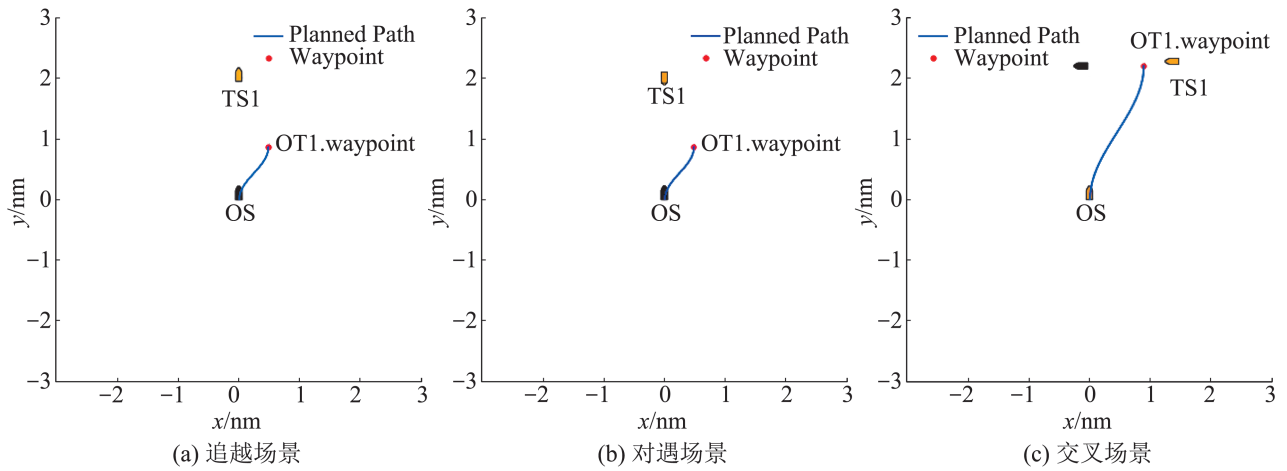 3
2
1
0
−1
−2
−3
y/nm
Planned Path
Waypoint
TS1
OT1.waypoint
OS
−2
−1
0
1
2
3
x/nm
(a) 追越场景
3
2
1
0
−1
−2
−3
y/nm
Planned Path
Waypoint
TS1
OT1.waypoint
OS
−2
−1
0
1
2
3
x/nm
(b) 对遇场景
3
2
1
0
−1
−2
−3
y/nm
Planned Path
Waypoint
OT1.waypoint
TS1
OS
−2
−1
0
1
2
3
x/nm
(c) 交叉场景